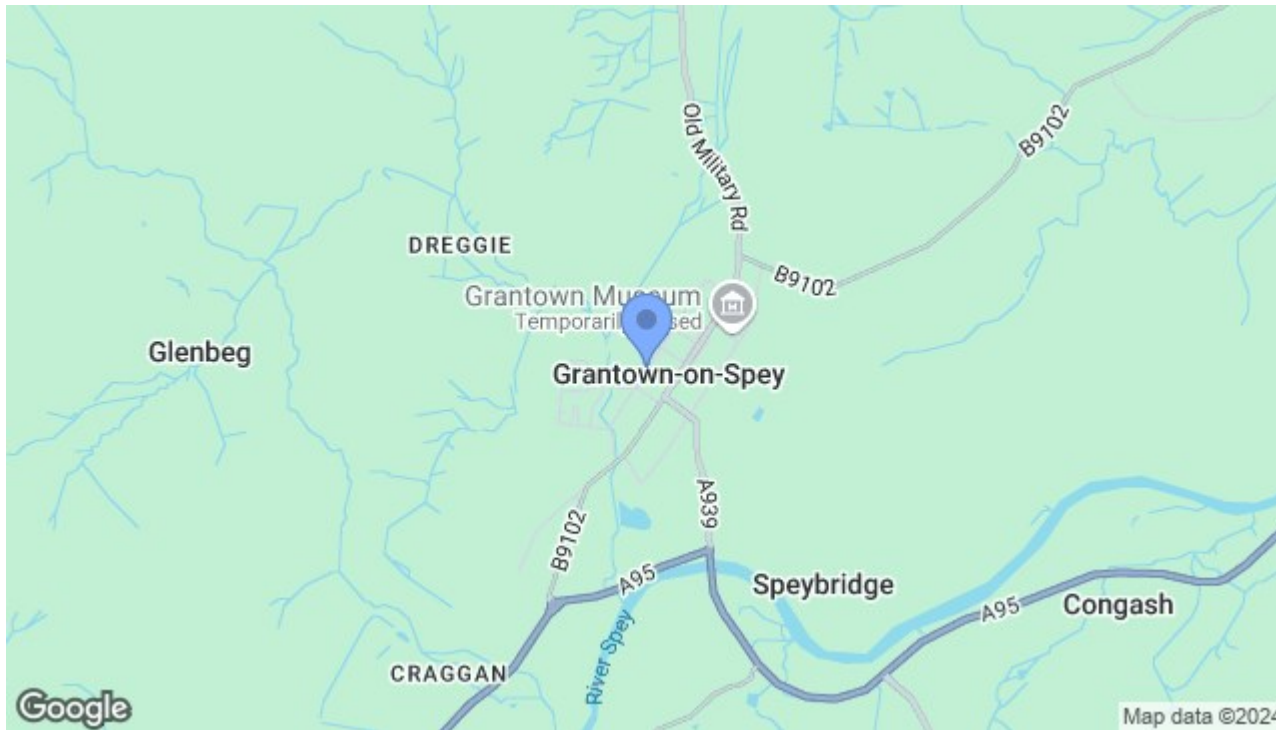 Old Military Rd
B9102
DREGGIE
B9102
Grantown Museum
Glenbeg
Grantown-on-Spey
A939
B9102
A95
Speybridge
A95
Congash
River Spey
CRAGGAN
Google
Map data ©2024